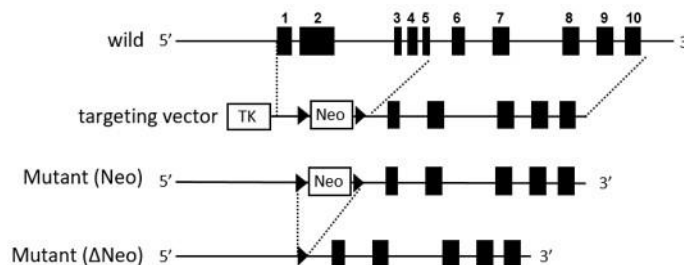 1 2 3 4 5 6 7 8 9 10
wild 5’ 3’
targeting vector TK Neo
Mutant (Neo) 5’ Neo 3’
Mutant (ΔNeo) 5’ 3’